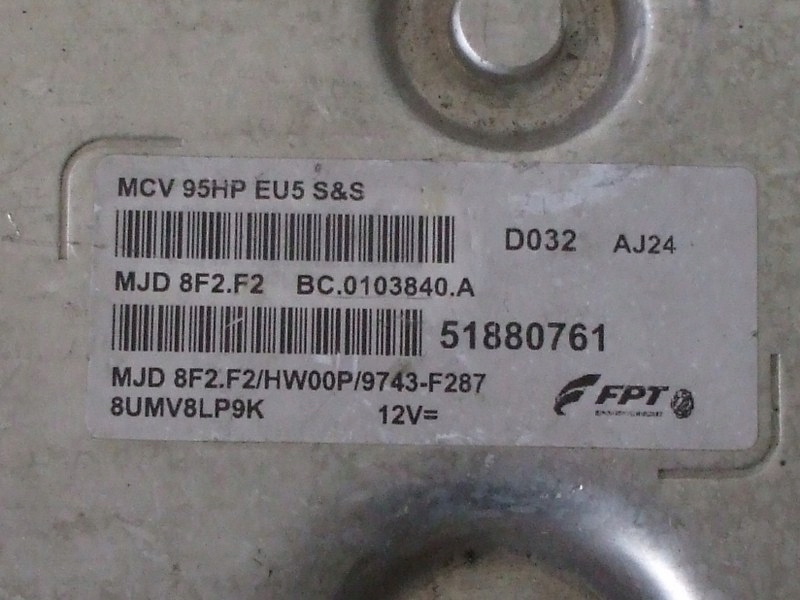 MCV 95HP EU5 S&S
D032 AJ24
MJD 8F2.F2 BC.0103840.A
51880761
MJD 8F2.F2/HW00P/9743-F287
8UMV8LP9K 12V=
FPT